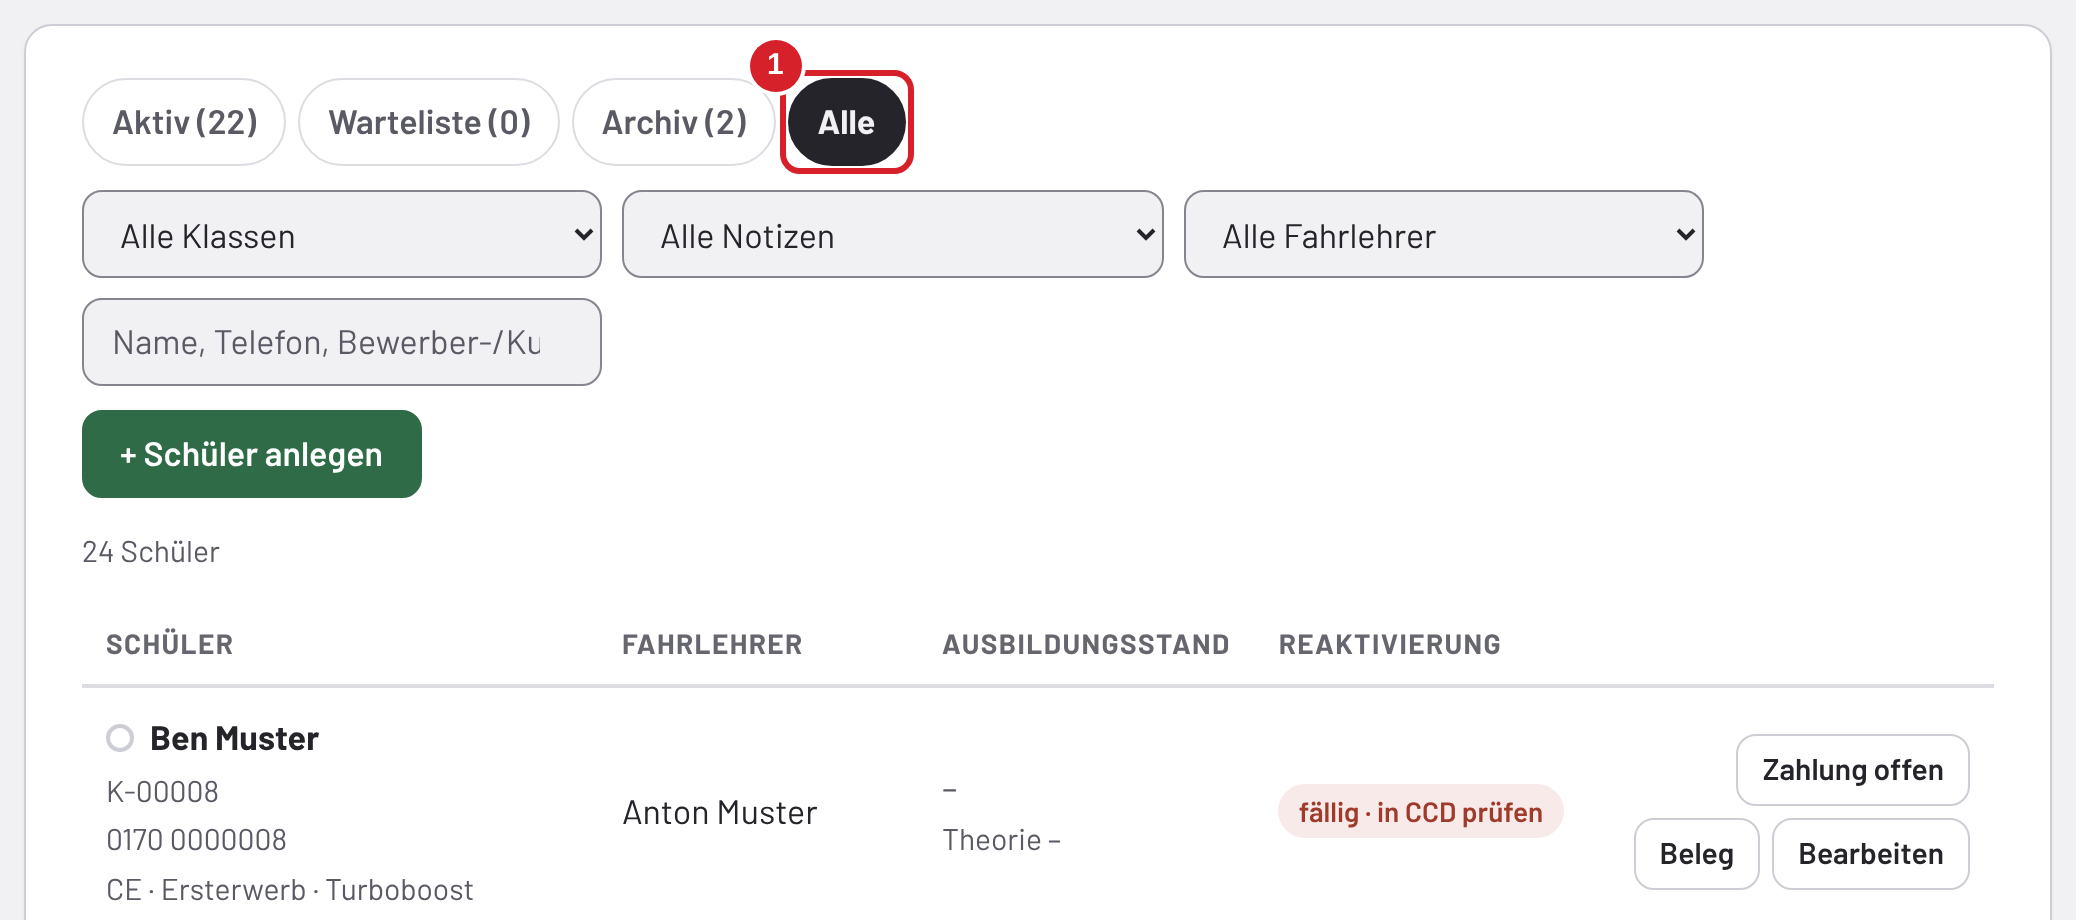 1
Aktiv (22) Warteliste (0) Archiv (2) Alle
Alle Klassen Alle Notizen Alle Fahrlehrer
Name, Telefon, Bewerber-/Ku
+ Schüler anlegen
24 Schüler
SCHÜLER FAHRLEHRER AUSBILDUNGSSTAND REAKTIVIERUNG
Ben Muster
K-00008
0170 0000008
CE · Ersterwerb · Turboboost
Anton Muster
–
Theorie –
fällig · in CCD prüfen
Zahlung offen
Beleg Bearbeiten